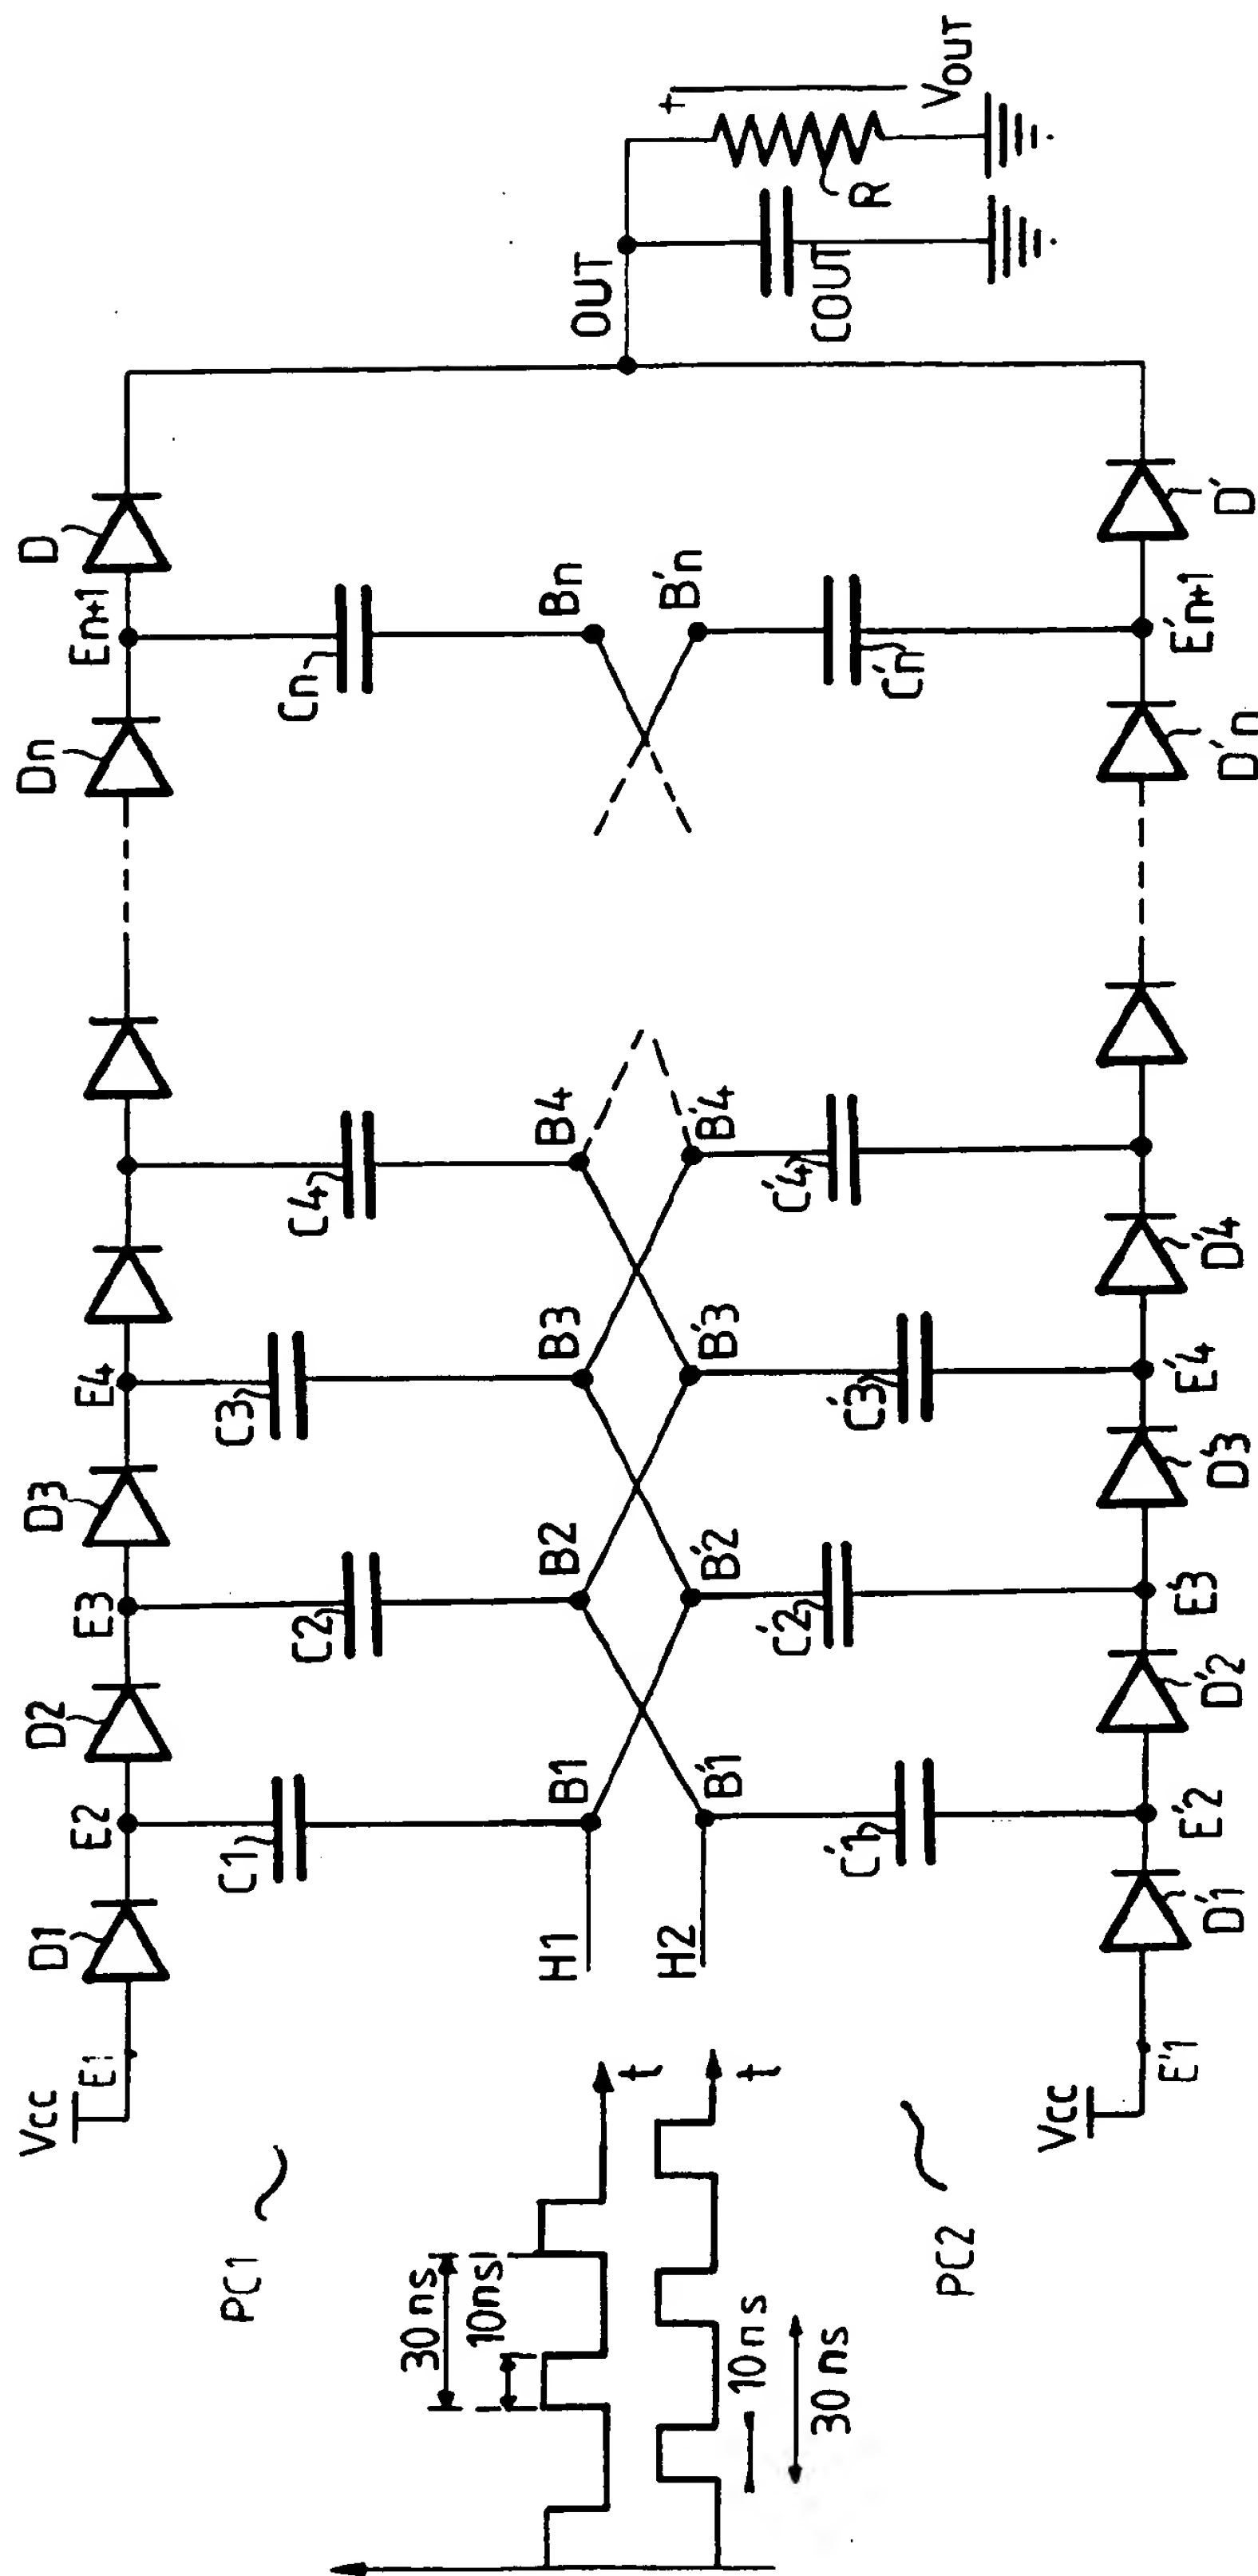 Vcc
E1
D1
E2
D2
E3
D3
E4
Dn
En+1
D
PC1
C1
C2
C3
C4
Cn
OUT
+
VOUT
R
COUT
30 ns
10ns
t
H1
B1
B2
B3
B4
Bn
H2
B'1
B'2
B'3
B'4
B'n
t
10 ns
30 ns
C'1
C'2
C'3
C'4
C'n
PC2
Vcc
E'1
D'1
E'2
D'2
E'3
D'3
E'4
D'4
D'n
E'n+1
D'